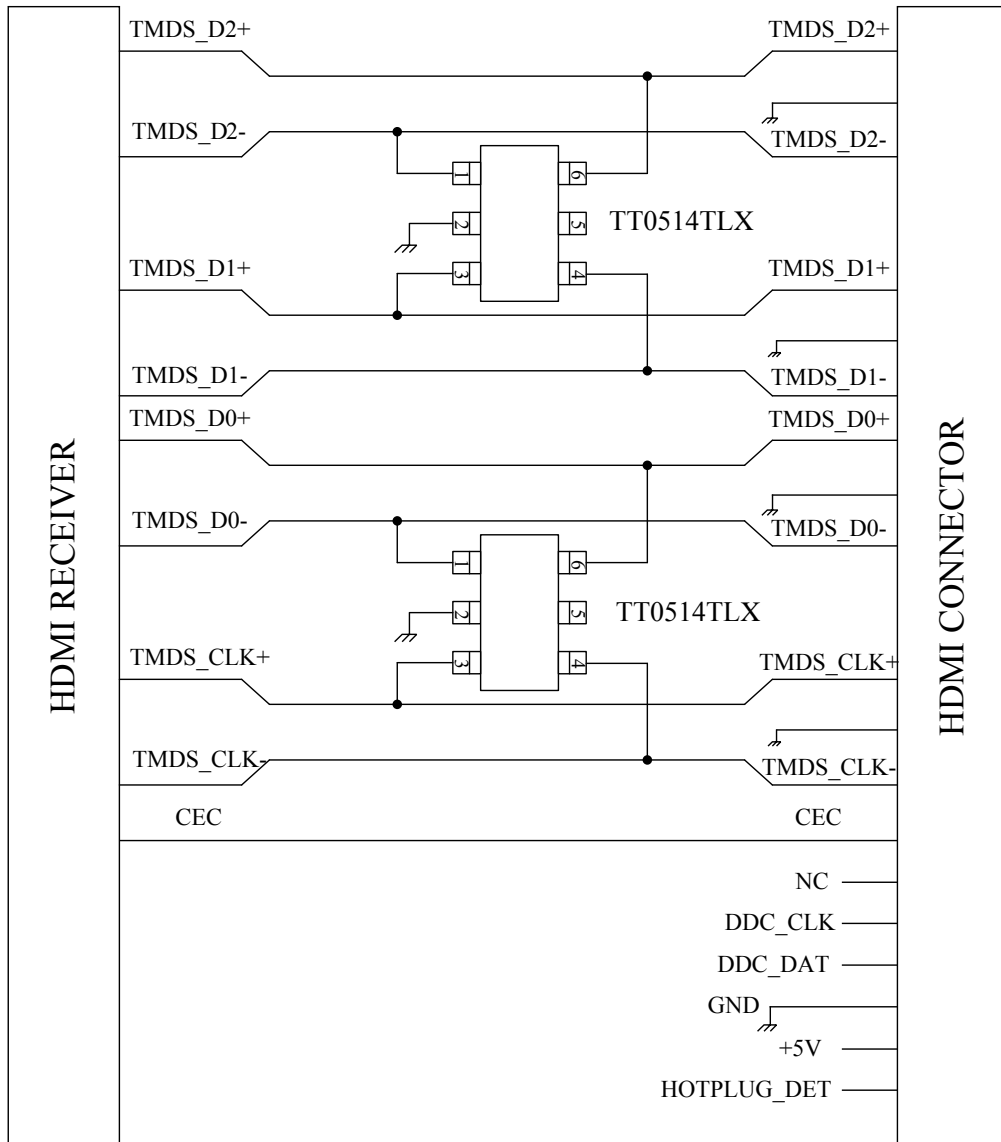 HDMI RECEIVER
TMDS_D2+
TMDS_D2+
TMDS_D2-
TMDS_D2-
1
6
2
5
TT0514TLX
3
4
TMDS_D1+
TMDS_D1+
TMDS_D1-
TMDS_D1-
TMDS_D0+
TMDS_D0+
TMDS_D0-
TMDS_D0-
1
6
2
5
TT0514TLX
3
4
TMDS_CLK+
TMDS_CLK+
TMDS_CLK-
TMDS_CLK-
CEC
CEC
NC
DDC_CLK
DDC_DAT
GND
+5V
HOTPLUG_DET
HDMI CONNECTOR